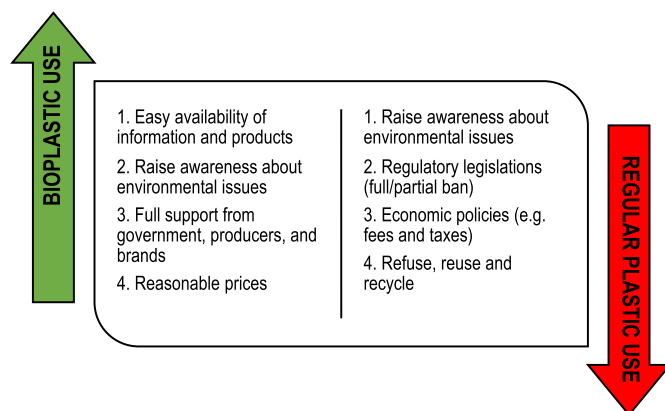 BIOPLASTIC USE
1. Easy availability of
information and products
2. Raise awareness about
environmental issues
3. Full support from
government, producers, and
brands
4. Reasonable prices
1. Raise awareness about
environmental issues
2. Regulatory legislations
(full/partial ban)
3. Economic policies (e.g.
fees and taxes)
4. Refuse, reuse and
recycle
REGULAR PLASTIC USE